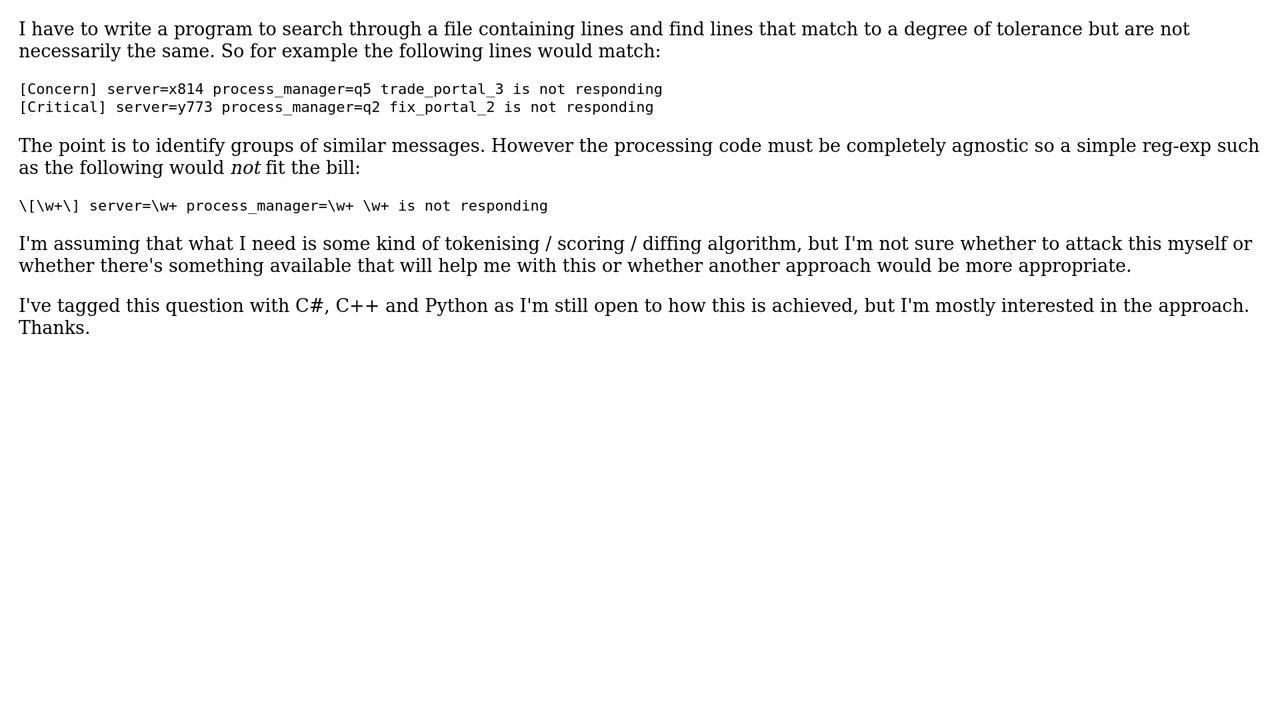 I have to write a program to search through a file containing lines and find lines that match to a degree of tolerance but are not
necessarily the same. So for example the following lines would match:
[Concern] server=x814 process_manager=q5 trade_portal_3 is not responding
[Critical] server=y773 process_manager=q2 fix_portal_2 is not responding
The point is to identify groups of similar messages. However the processing code must be completely agnostic so a simple reg-exp such
as the following would not fit the bill:
\[\w+\] server=\w+ process_manager=\w+ \w+ is not responding
I'm assuming that what I need is some kind of tokenising / scoring / diffing algorithm, but I'm not sure whether to attack this myself or
whether there's something available that will help me with this or whether another approach would be more appropriate.
I've tagged this question with C#, C++ and Python as I'm still open to how this is achieved, but I'm mostly interested in the approach.
Thanks.